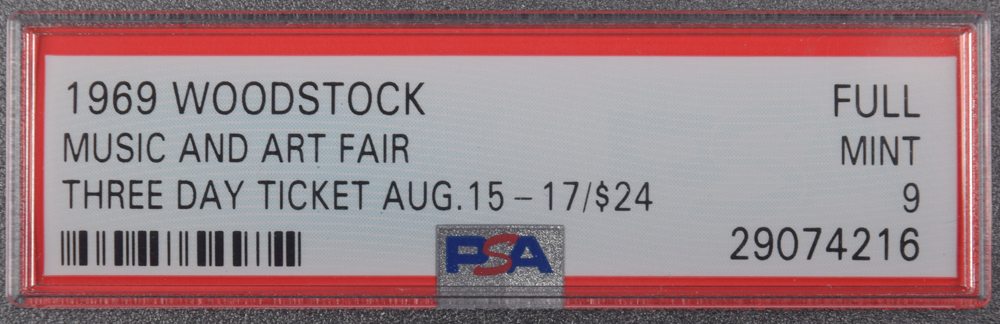 1969 WOODSTOCK FULL
MUSIC AND ART FAIR MINT
THREE DAY TICKET AUG.15 – 17/$24 9
PSA 29074216